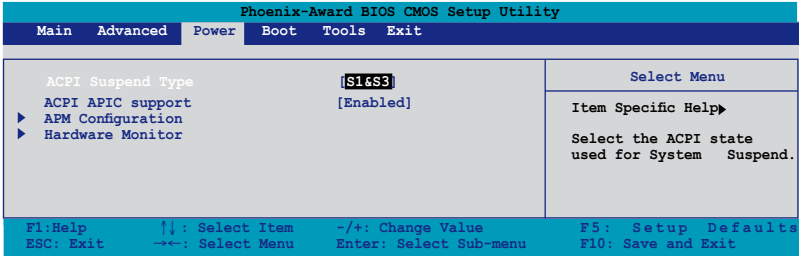 Phoenix-Award BIOS CMOS Setup Utility
Main Advanced Power Boot Tools Exit
Select Menu
ACPI Suspend Type [S1&S3]
ACPI APIC support [Enabled]
APM Configuration
Hardware Monitor
Item Specific Help
Select the ACPI state
used for System Suspend.
F1:Help ↑↓: Select Item -/+: Change Value F5: Setup Defaults
ESC: Exit →←: Select Menu Enter: Select Sub-menu F10: Save and Exit